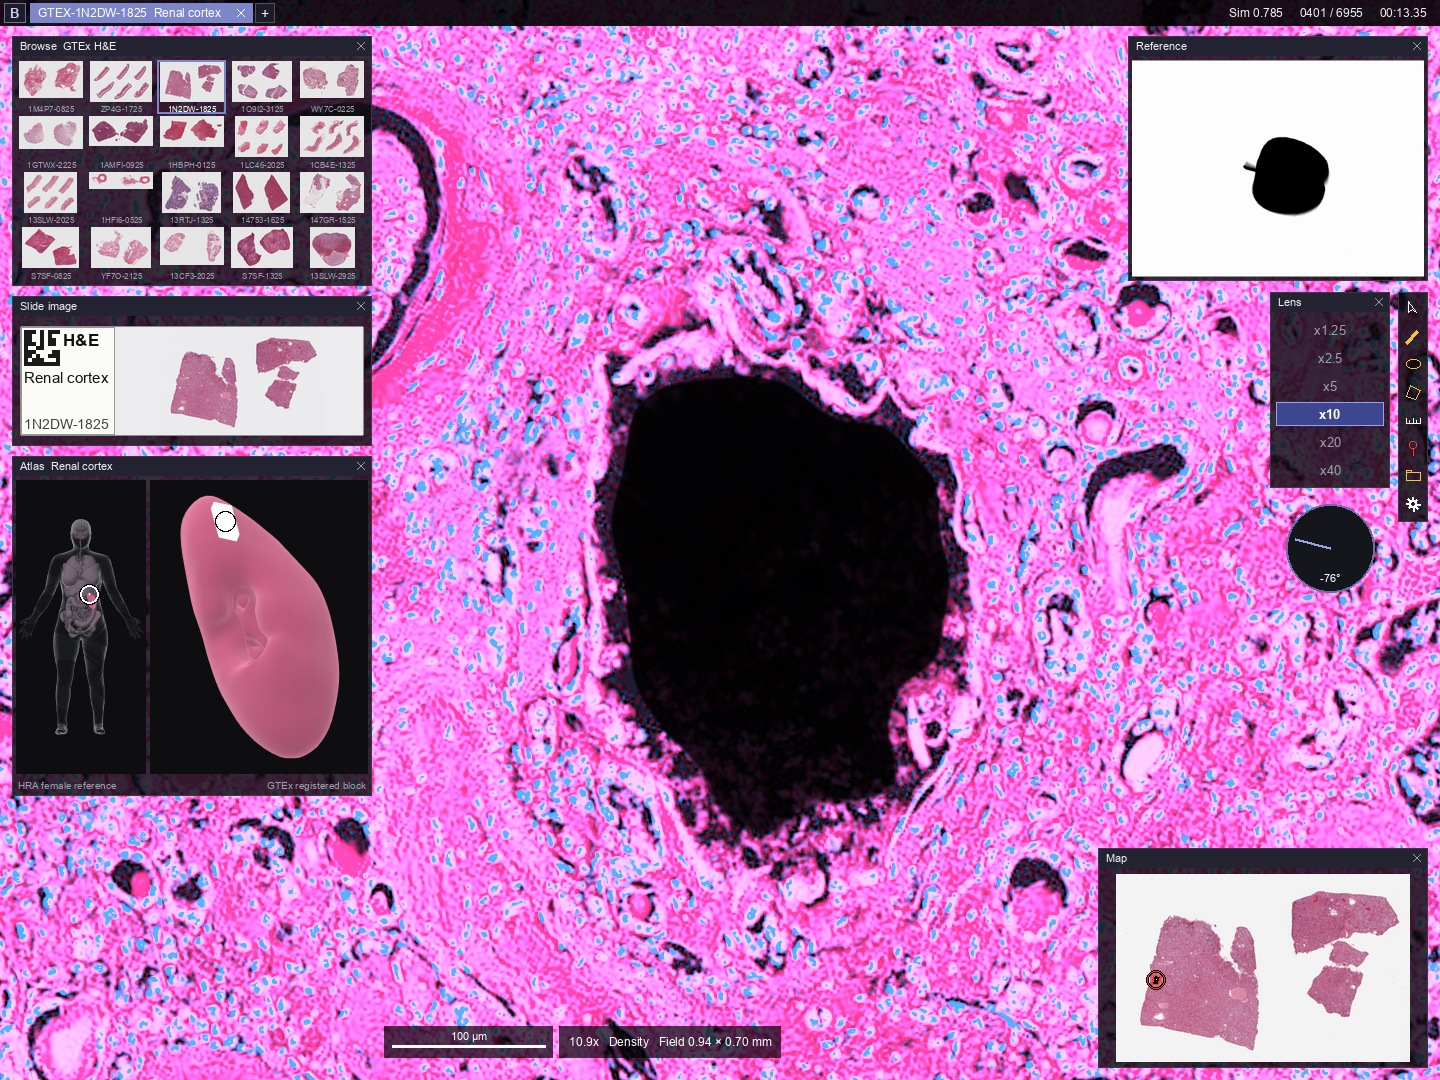 B GTEX-1N2DW-1825 Renal cortex +
Sim 0.785 0401 / 6955 00:13.35
Browse GTEx H&E
1M4P7-0825 ZP4G-1725 1N2DW-1825 1O9I2-3125 WY7C-0225
1GTWX-2225 1AMFI-0925 1HBPH-0125 1LC46-2025 1CB4E-1325
13SLW-2025 1HFI6-0525 13RTJ-1325 14753-1625 147GR-1525
S7SF-0825 YF7O-2125 13CF3-2025 S7SF-1325 13SLW-2925
Slide image
H&E
Renal cortex
1N2DW-1825
Atlas Renal cortex
HRA female reference GTEx registered block
Reference
Lens
x1.25
x2.5
x5
x10
x20
x40
-76°
100 µm
10.9x Density Field 0.94 × 0.70 mm
Map